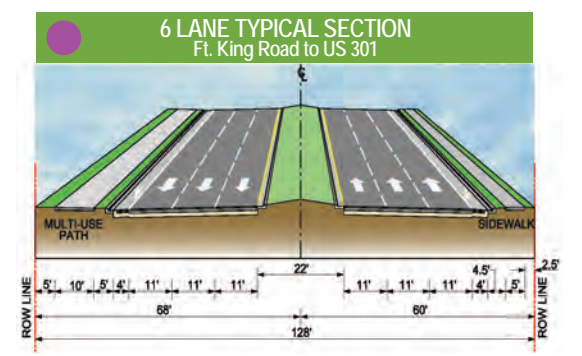 6 LANE TYPICAL SECTION
Ft. King Road to US 301
℄
MULTI-USE
PATH
SIDEWALK
22'
4.5'
2.5'
5' 10' 5' 4' 11' 11' 11' 11' 11' 11' 4' 5'
ROW LINE
ROW LINE
68'
60'
128'